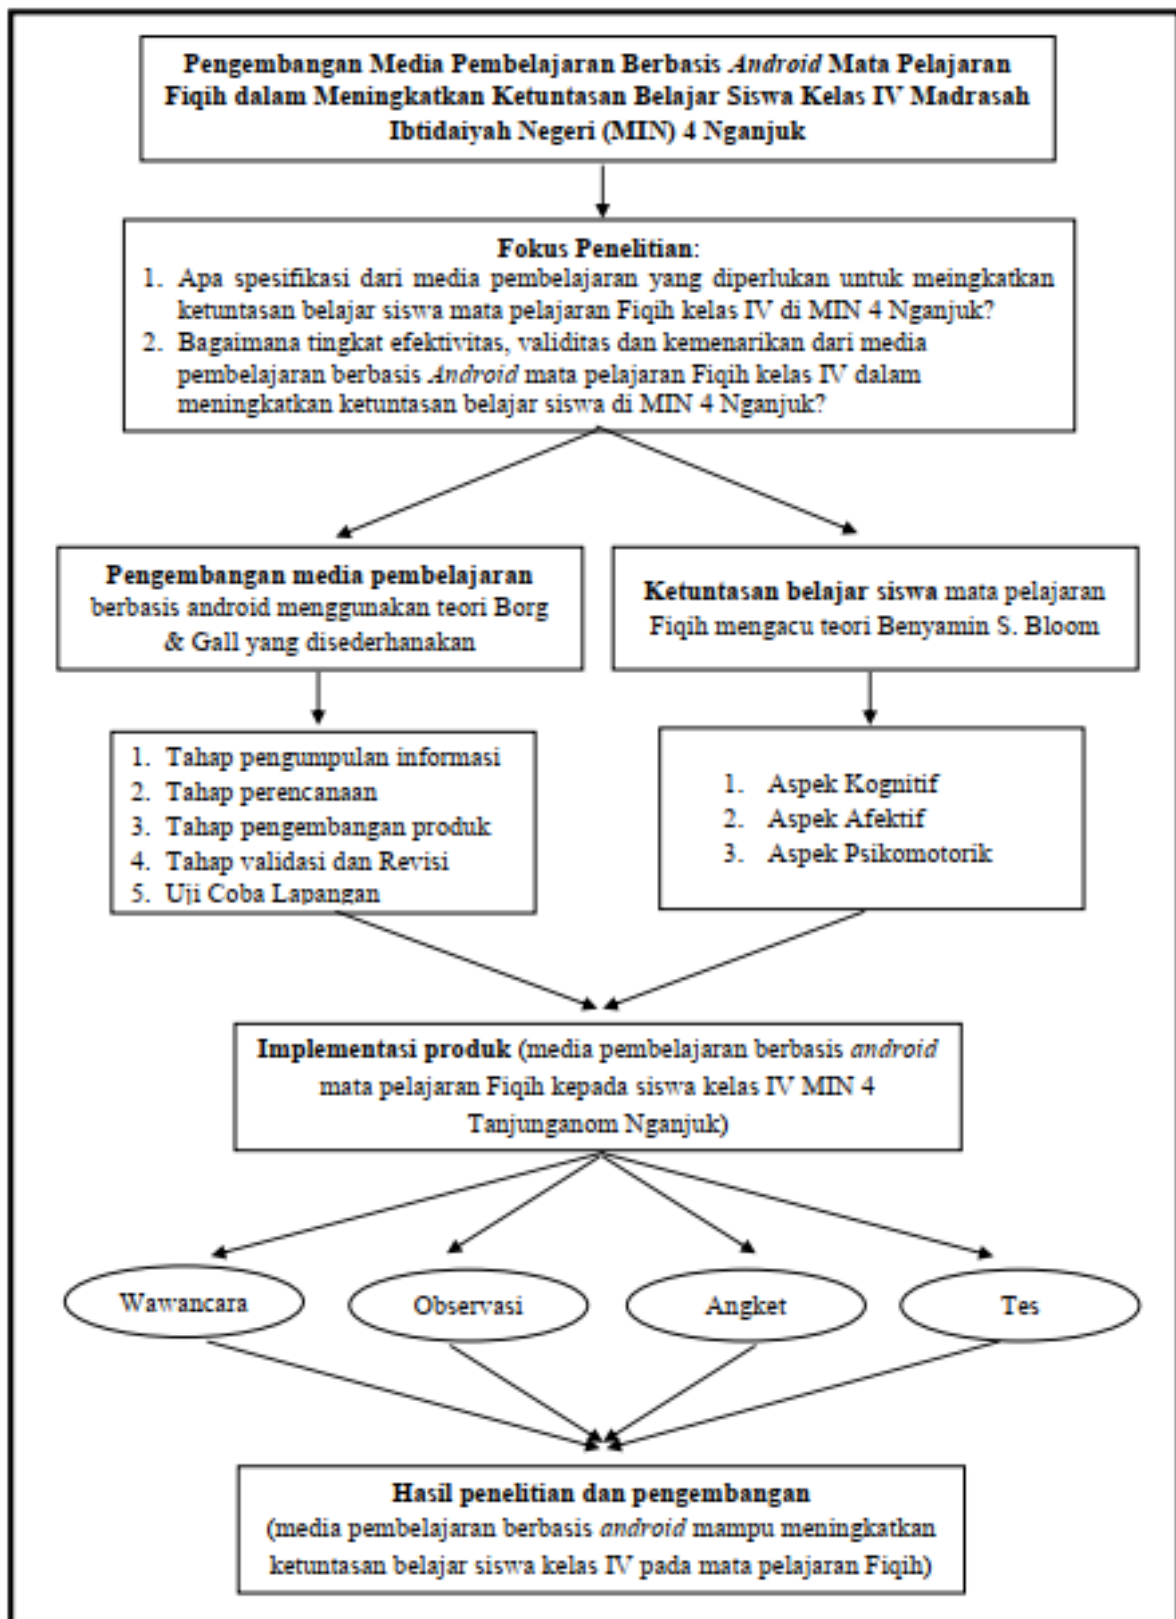 Pengembangan Media Pembelajaran Berbasis Android Mata Pelajaran
Fiqih dalam Meningkatkan Ketuntasan Belajar Siswa Kelas IV Madrasah
Ibtidaiyah Negeri (MIN) 4 Nganjuk
Fokus Penelitian:
1. Apa spesifikasi dari media pembelajaran yang diperlukan untuk meingkatkan
ketuntasan belajar siswa mata pelajaran Fiqih kelas IV di MIN 4 Nganjuk?
2. Bagaimana tingkat efektivitas, validitas dan kemenarikan dari media
pembelajaran berbasis Android mata pelajaran Fiqih kelas IV dalam
meningkatkan ketuntasan belajar siswa di MIN 4 Nganjuk?
Pengembangan media pembelajaran
berbasis android menggunakan teori Borg
& Gall yang disederhanakan
Ketuntasan belajar siswa mata pelajaran
Fiqih mengacu teori Benyamin S. Bloom
1. Tahap pengumpulan informasi
2. Tahap perencanaan
3. Tahap pengembangan produk
4. Tahap validasi dan Revisi
5. Uji Coba Lapangan
1. Aspek Kognitif
2. Aspek Afektif
3. Aspek Psikomotorik
Implementasi produk (media pembelajaran berbasis android
mata pelajaran Fiqih kepada siswa kelas IV MIN 4
Tanjunganom Nganjuk)
Wawancara
Observasi
Angket
Tes
Hasil penelitian dan pengembangan
(media pembelajaran berbasis android mampu meningkatkan
ketuntasan belajar siswa kelas IV pada mata pelajaran Fiqih)